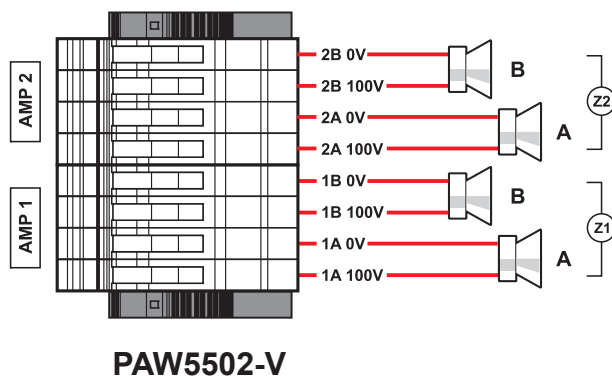 AMP 2
2B 0V
2B 100V
B
2A 0V
2A 100V
A
Z2
AMP 1
1B 0V
1B 100V
B
1A 0V
1A 100V
A
Z1
PAW5502-V